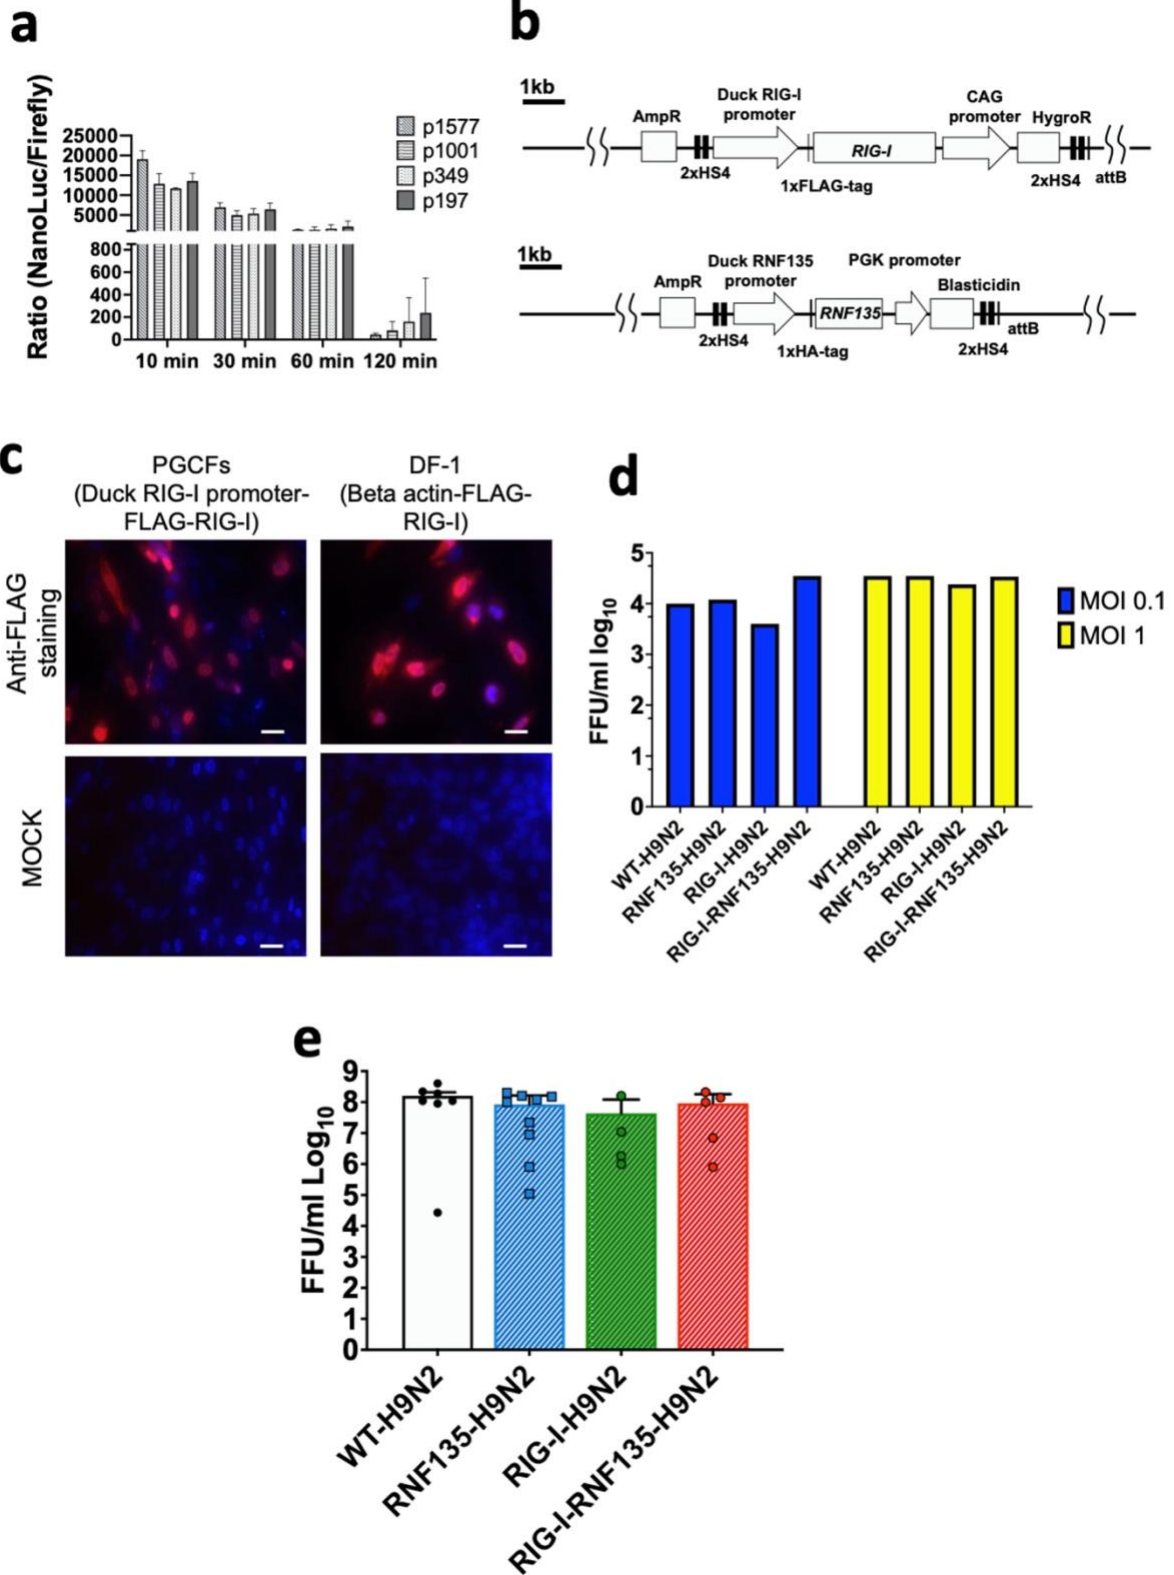 a
Ratio (NanoLuc/Firefly)
25000
20000
15000
10000
5000
800
600
400
200
0
10 min
30 min
60 min
120 min
p1577
p1001
p349
p197
b
1kb
AmpR
Duck RIG-I
promoter
CAG
promoter
HygroR
RIG-I
2xHS4
1xFLAG-tag
2xHS4
attB
1kb
AmpR
Duck RNF135
promoter
PGK promoter
Blasticidin
RNF135
2xHS4
1xHA-tag
attB
2xHS4
c
PGCFs
(Duck RIG-I promoter-
FLAG-RIG-I)
DF-1
(Beta actin-FLAG-
RIG-I)
Anti-FLAG
staining
MOCK
d
FFU/ml log10
5
4
3
2
1
0
WT-H9N2
RNF135-H9N2
RIG-I-H9N2
RIG-I-RNF135-H9N2
WT-H9N2
RNF135-H9N2
RIG-I-H9N2
RIG-I-RNF135-H9N2
MOI 0.1
MOI 1
e
FFU/ml Log10
9
8
7
6
5
4
3
2
1
0
WT-H9N2
RNF135-H9N2
RIG-I-H9N2
RIG-I-RNF135-H9N2